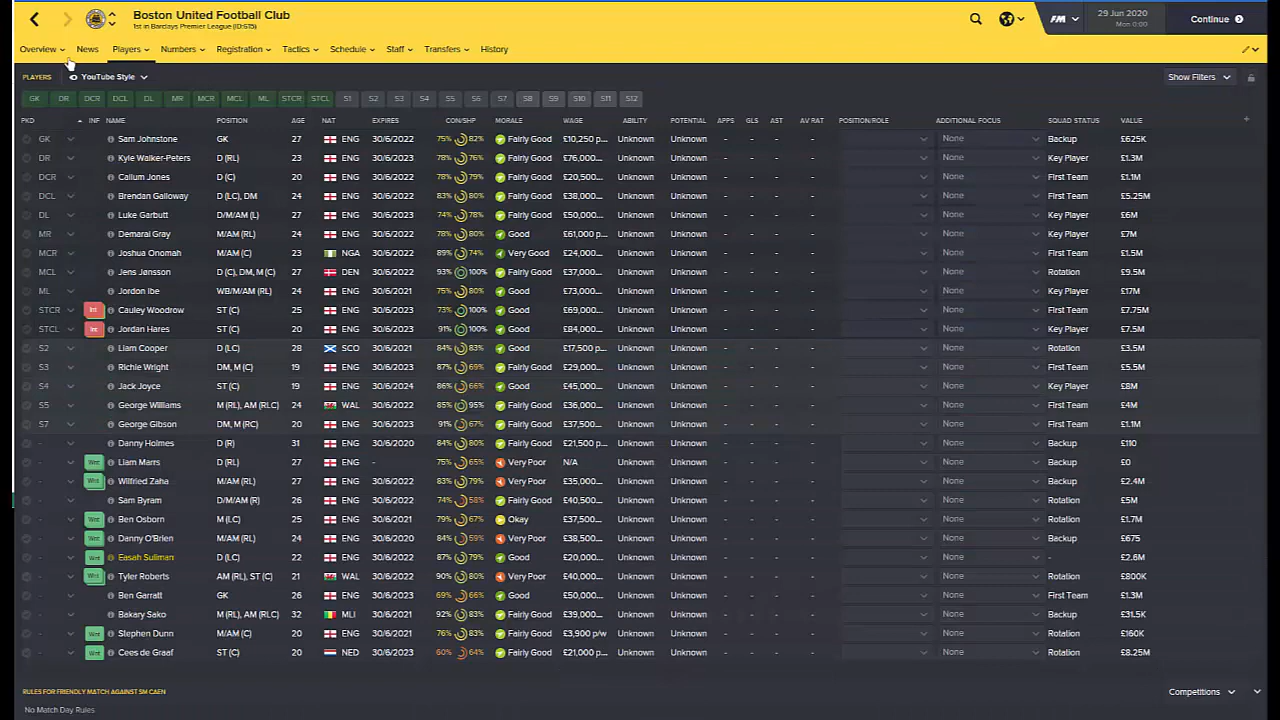 Boston United Football Club
1st in Barclays Premier League (ID:615)
FM
29 Jun 2020
Mon 0:00
Continue
Overview News Players Numbers Registration Tactics Schedule Staff Transfers History
PLAYERS YouTube Style Show Filters
GK DR DCR DCL DL MR MCR MCL ML STCR STCL S1 S2 S3 S4 S5 S6 S7 S8 S9 S10 S11 S12
PKD INF NAME POSITION AGE NAT EXPIRES CON/SHP MORALE WAGE ABILITY POTENTIAL APPS GLS AST AV RAT POSITION/ROLE ADDITIONAL FOCUS SQUAD STATUS VALUE
GK Sam Johnstone GK 27 ENG 30/6/2022 75% 82% Fairly Good £10,250 p... Unknown Unknown - - - - None Backup £625K
DR Kyle Walker-Peters D (RL) 23 ENG 30/6/2023 78% 76% Fairly Good £76,000... Unknown Unknown - - - - None Key Player £1.3M
DCR Callum Jones D (C) 20 ENG 30/6/2022 78% 79% Fairly Good £20,500... Unknown Unknown - - - - None First Team £1.1M
DCL Brendan Galloway D (LC), DM 24 ENG 30/6/2022 83% 80% Fairly Good £38,000... Unknown Unknown - - - - None First Team £5.25M
DL Luke Garbutt D/M/AM (L) 27 ENG 30/6/2023 74% 78% Fairly Good £50,000... Unknown Unknown - - - - None Key Player £6M
MR Demarai Gray M/AM (RL) 24 ENG 30/6/2022 78% 80% Good £61,000 p... Unknown Unknown - - - - None Key Player £7M
MCR Joshua Onomah M/AM (C) 23 NGA 30/6/2022 89% 74% Very Good £24,000... Unknown Unknown - - - - None First Team £1.5M
MCL Jens Jønsson D (C), DM, M (C) 27 DEN 30/6/2022 93% 100% Fairly Good £37,000... Unknown Unknown - - - - None Rotation £9.5M
ML Jordon Ibe WB/M/AM (RL) 24 ENG 30/6/2022 75% 80% Good £73,000... Unknown Unknown - - - - None Key Player £17M
STCR Int Cauley Woodrow ST (C) 25 ENG 30/6/2023 73% 100% Good £69,000... Unknown Unknown - - - - None First Team £7.75M
STCL Int Jordan Hares ST (C) 20 ENG 30/6/2023 91% 100% Good £84,000... Unknown Unknown - - - - None Key Player £7.5M
S2 Liam Cooper D (LC) 28 SCO 30/6/2021 84% 83% Good £17,500 p... Unknown Unknown - - - - None Rotation £3.5M
S3 Richie Wright DM, M (C) 19 ENG 30/6/2023 87% 69% Fairly Good £29,000... Unknown Unknown - - - - None First Team £5.5M
S4 Jack Joyce ST (C) 19 ENG 30/6/2024 86% 66% Good £45,000... Unknown Unknown - - - - None Key Player £8M
S5 George Williams M (RL), AM (RLC) 24 WAL 30/6/2022 85% 95% Fairly Good £36,000... Unknown Unknown - - - - None First Team £4M
S7 George Gibson DM, M (RC) 20 ENG 30/6/2023 91% 67% Fairly Good £37,500... Unknown Unknown - - - - None First Team £1.1M
- Danny Holmes D (R) 31 ENG 30/6/2020 84% 80% Fairly Good £21,500 p... Unknown Unknown - - - - None Backup £110
- Wnt Liam Marrs D (RL) 27 ENG - 75% 65% Very Poor N/A Unknown Unknown - - - - None Backup £0
- Wnt Wilfried Zaha M/AM (RL) 27 ENG 30/6/2022 83% 79% Very Poor £35,000... Unknown Unknown - - - - None Backup £2.4M
- Sam Byram D/M/AM (R) 26 ENG 30/6/2023 74% 58% Fairly Good £40,500... Unknown Unknown - - - - None Rotation £5M
- Wnt Ben Osborn M (LC) 25 ENG 30/6/2021 79% 67% Okay £37,500... Unknown Unknown - - - - None Rotation £1.7M
- Wnt Danny O'Brien M/AM (RL) 24 ENG 30/6/2020 84% 59% Very Poor £38,500... Unknown Unknown - - - - None Backup £675
- Wnt Easah Suliman D (LC) 22 ENG 30/6/2022 87% 79% Good £20,000... Unknown Unknown - - - - None - £2.6M
- Wnt Tyler Roberts AM (RL), ST (C) 21 WAL 30/6/2022 90% 80% Very Poor £40,000... Unknown Unknown - - - - None Rotation £800K
- Ben Garratt GK 26 ENG 30/6/2023 69% 66% Good £50,000... Unknown Unknown - - - - None First Team £1.3M
- Bakary Sako M (RL), AM (RLC) 32 MLI 30/6/2021 92% 83% Fairly Good £39,000... Unknown Unknown - - - - None Backup £31.5K
- Wnt Stephen Dunn M/AM (C) 20 ENG 30/6/2021 76% 83% Fairly Good £3,900 p/w Unknown Unknown - - - - None Rotation £160K
- Wnt Cees de Graaf ST (C) 20 NED 30/6/2023 60% 64% Fairly Good £21,000 p... Unknown Unknown - - - - None Rotation £8.25M
RULES FOR FRIENDLY MATCH AGAINST SM CAEN Competitions
No Match Day Rules